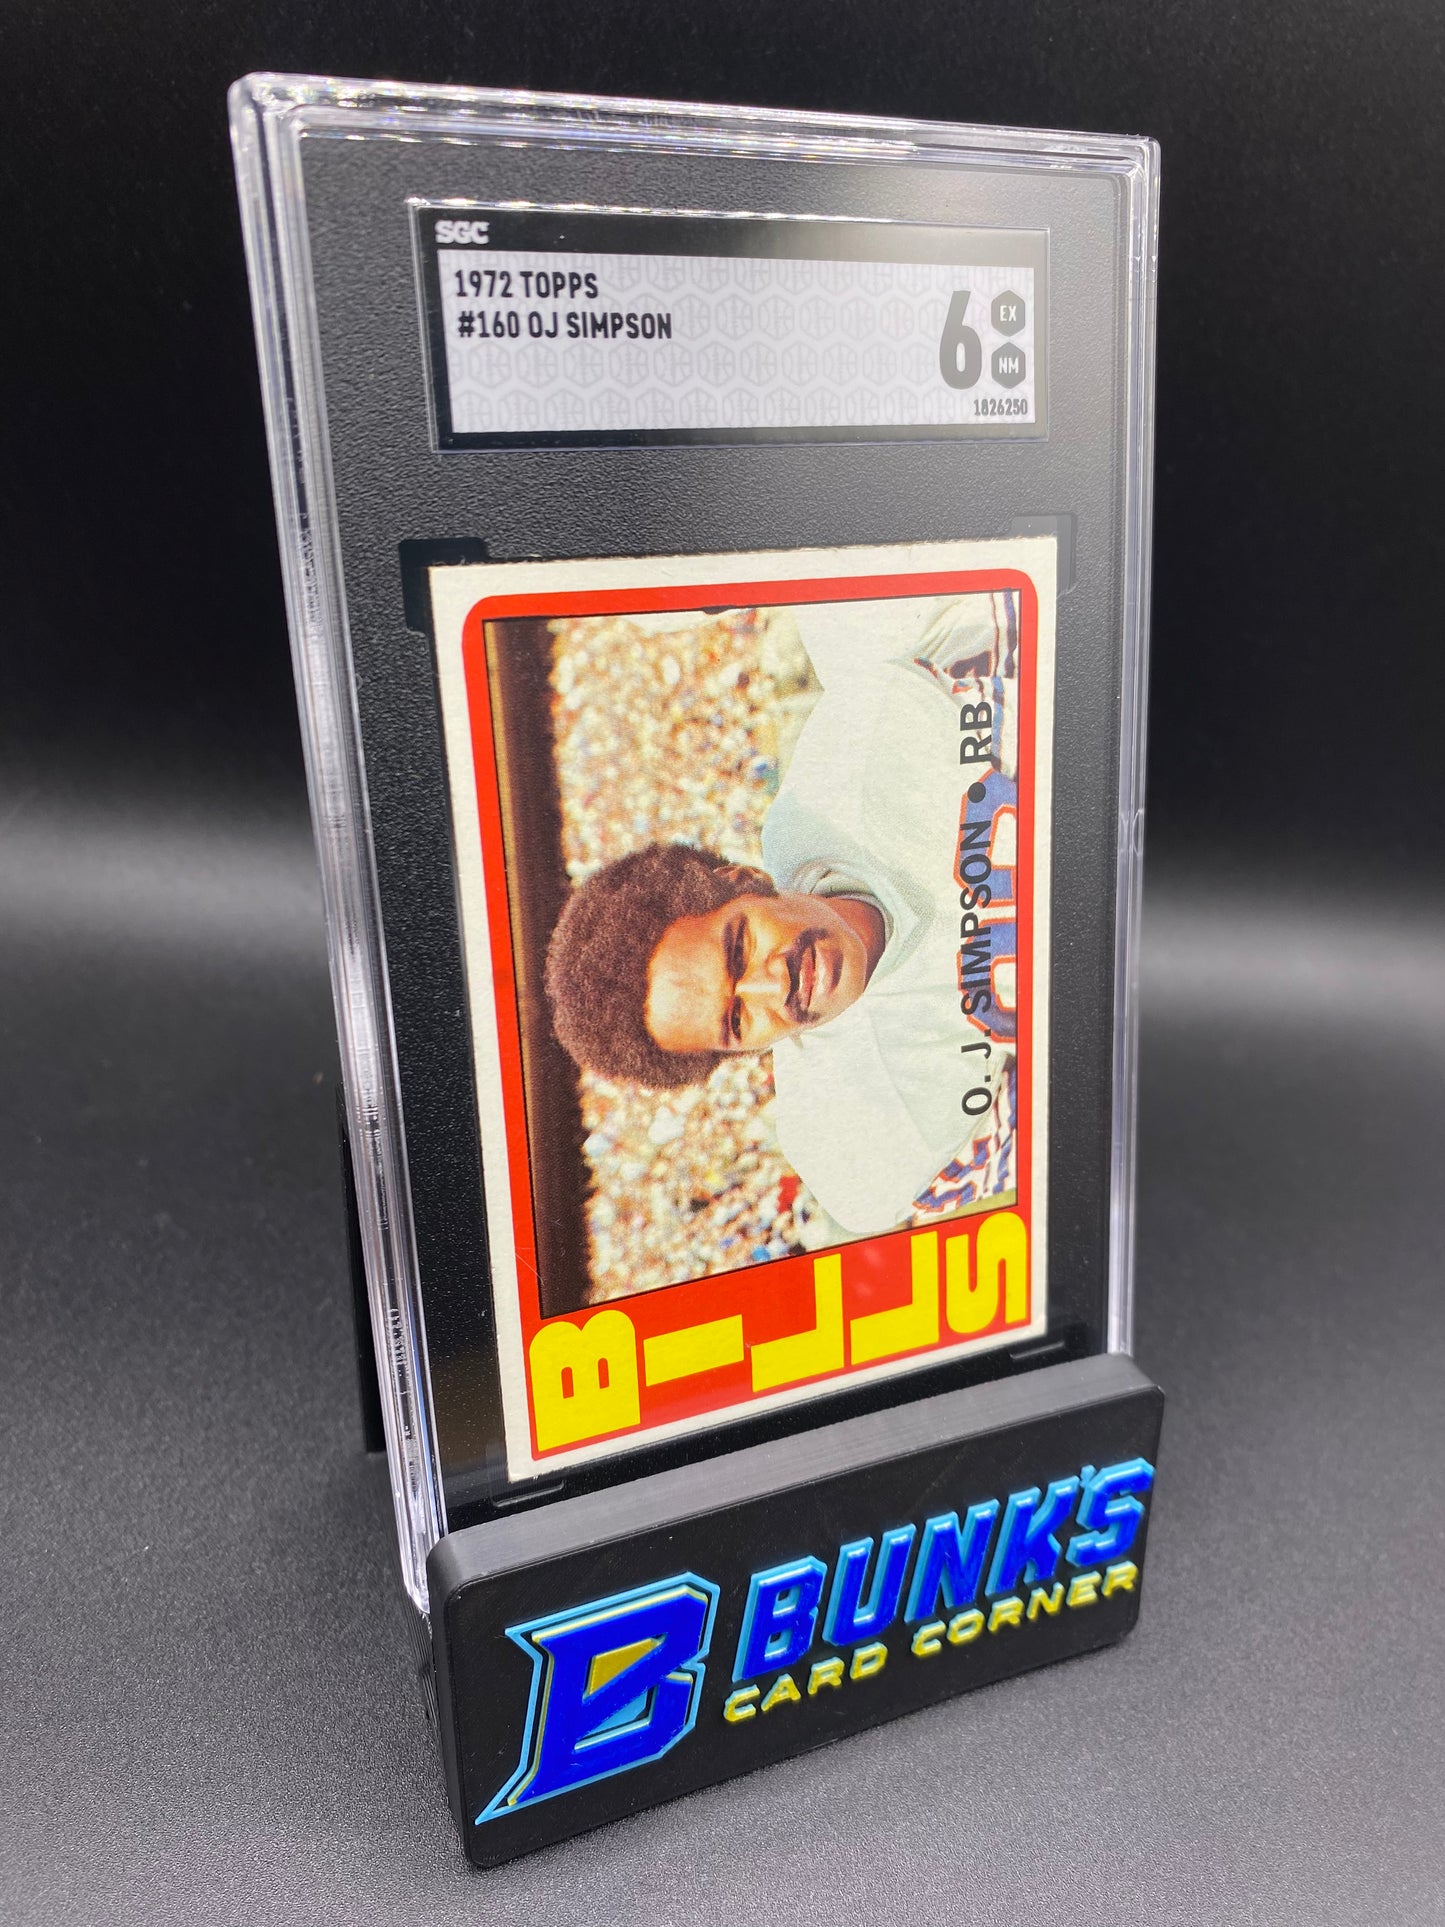 SGC
1972 TOPPS
#160 OJ SIMPSON
6
EX
NM
1826250
O. J. SIMPSON • RB
BILLS
B
BUNK'S
CARD CORNER